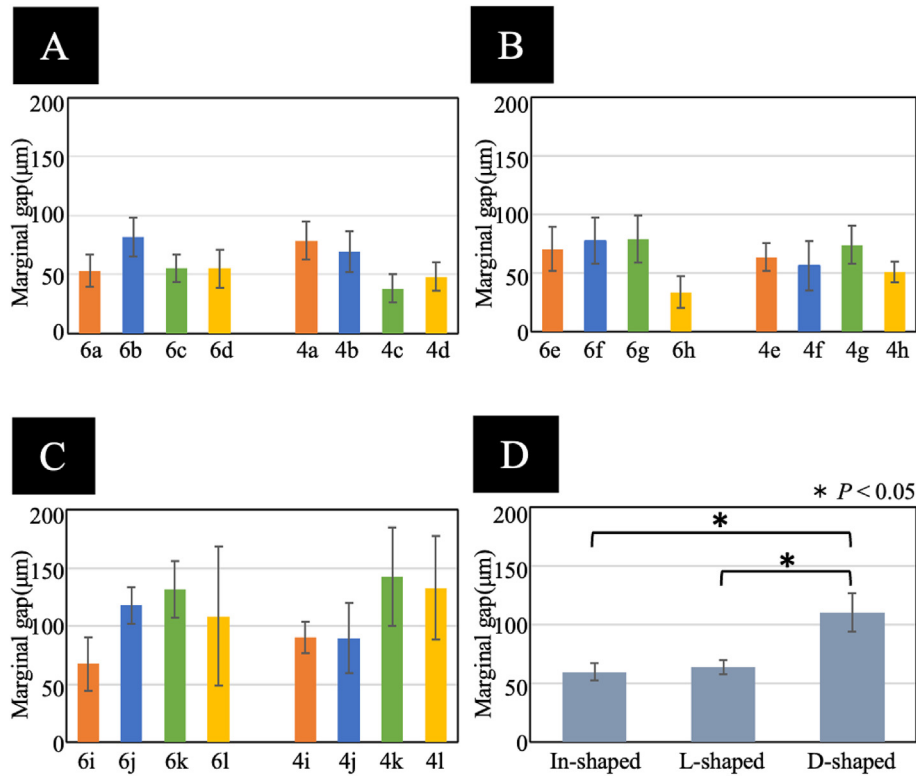 A
B
200
150
100
50
0
Marginal gap(μm)
6a 6b 6c 6d 4a 4b 4c 4d
200
150
100
50
0
Marginal gap(μm)
6e 6f 6g 6h 4e 4f 4g 4h
C
D
* P < 0.05
200
150
100
50
0
Marginal gap(μm)
6i 6j 6k 6l 4i 4j 4k 4l
200
150
100
50
0
Marginal gap(μm)
*
*
In-shaped L-shaped D-shaped